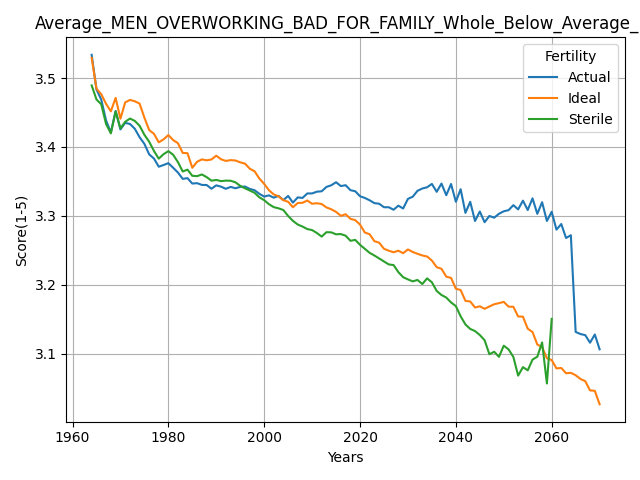 Average_MEN_OVERWORKING_BAD_FOR_FAMILY_Whole_Below_Average_
Fertility
Actual
Ideal
Sterile
Score(1-5)
3.5
3.4
3.3
3.2
3.1
1960 1980 2000 2020 2040 2060
Years